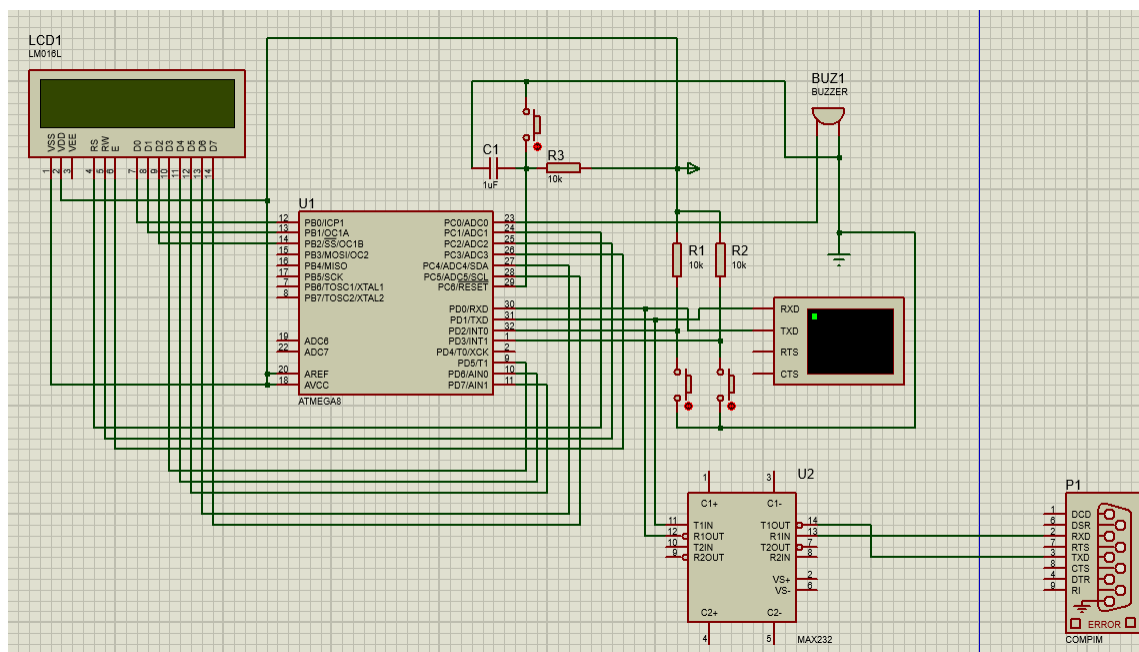 LCD1
LM016L
VSS
VDD
VEE
RS
RW
E
D0
D1
D2
D3
D4
D5
D6
D7
1
2
3
4
5
6
7
8
9
10
11
12
13
14
BUZ1
BUZZER
C1
1uF
R3
10k
U1
12 PB0/ICP1
13 PB1/OC1A
14 PB2/SS/OC1B
15 PB3/MOSI/OC2
16 PB4/MISO
17 PB5/SCK
7 PB6/TOSC1/XTAL1
8 PB7/TOSC2/XTAL2
19 ADC6
22 ADC7
20 AREF
18 AVCC
PC0/ADC0 23
PC1/ADC1 24
PC2/ADC2 25
PC3/ADC3 26
PC4/ADC4/SDA 27
PC5/ADC5/SCL 28
PC6/RESET 29
PD0/RXD 30
PD1/TXD 31
PD2/INT0 32
PD3/INT1 1
PD4/T0/XCK 2
PD5/T1 9
PD6/AIN0 10
PD7/AIN1 11
ATMEGA8
R1
10k
R2
10k
RXD
TXD
RTS
CTS
U2
1
3
C1+
C1-
11 T1IN
12 R1OUT
10 T2IN
9 R2OUT
T1OUT 14
R1IN 13
T2OUT 7
R2IN 8
VS+ 2
VS- 6
C2+
C2-
4
5
MAX232
P1
1 DCD
6 DSR
2 RXD
7 RTS
3 TXD
8 CTS
4 DTR
9 RI
ERROR
COMPIM